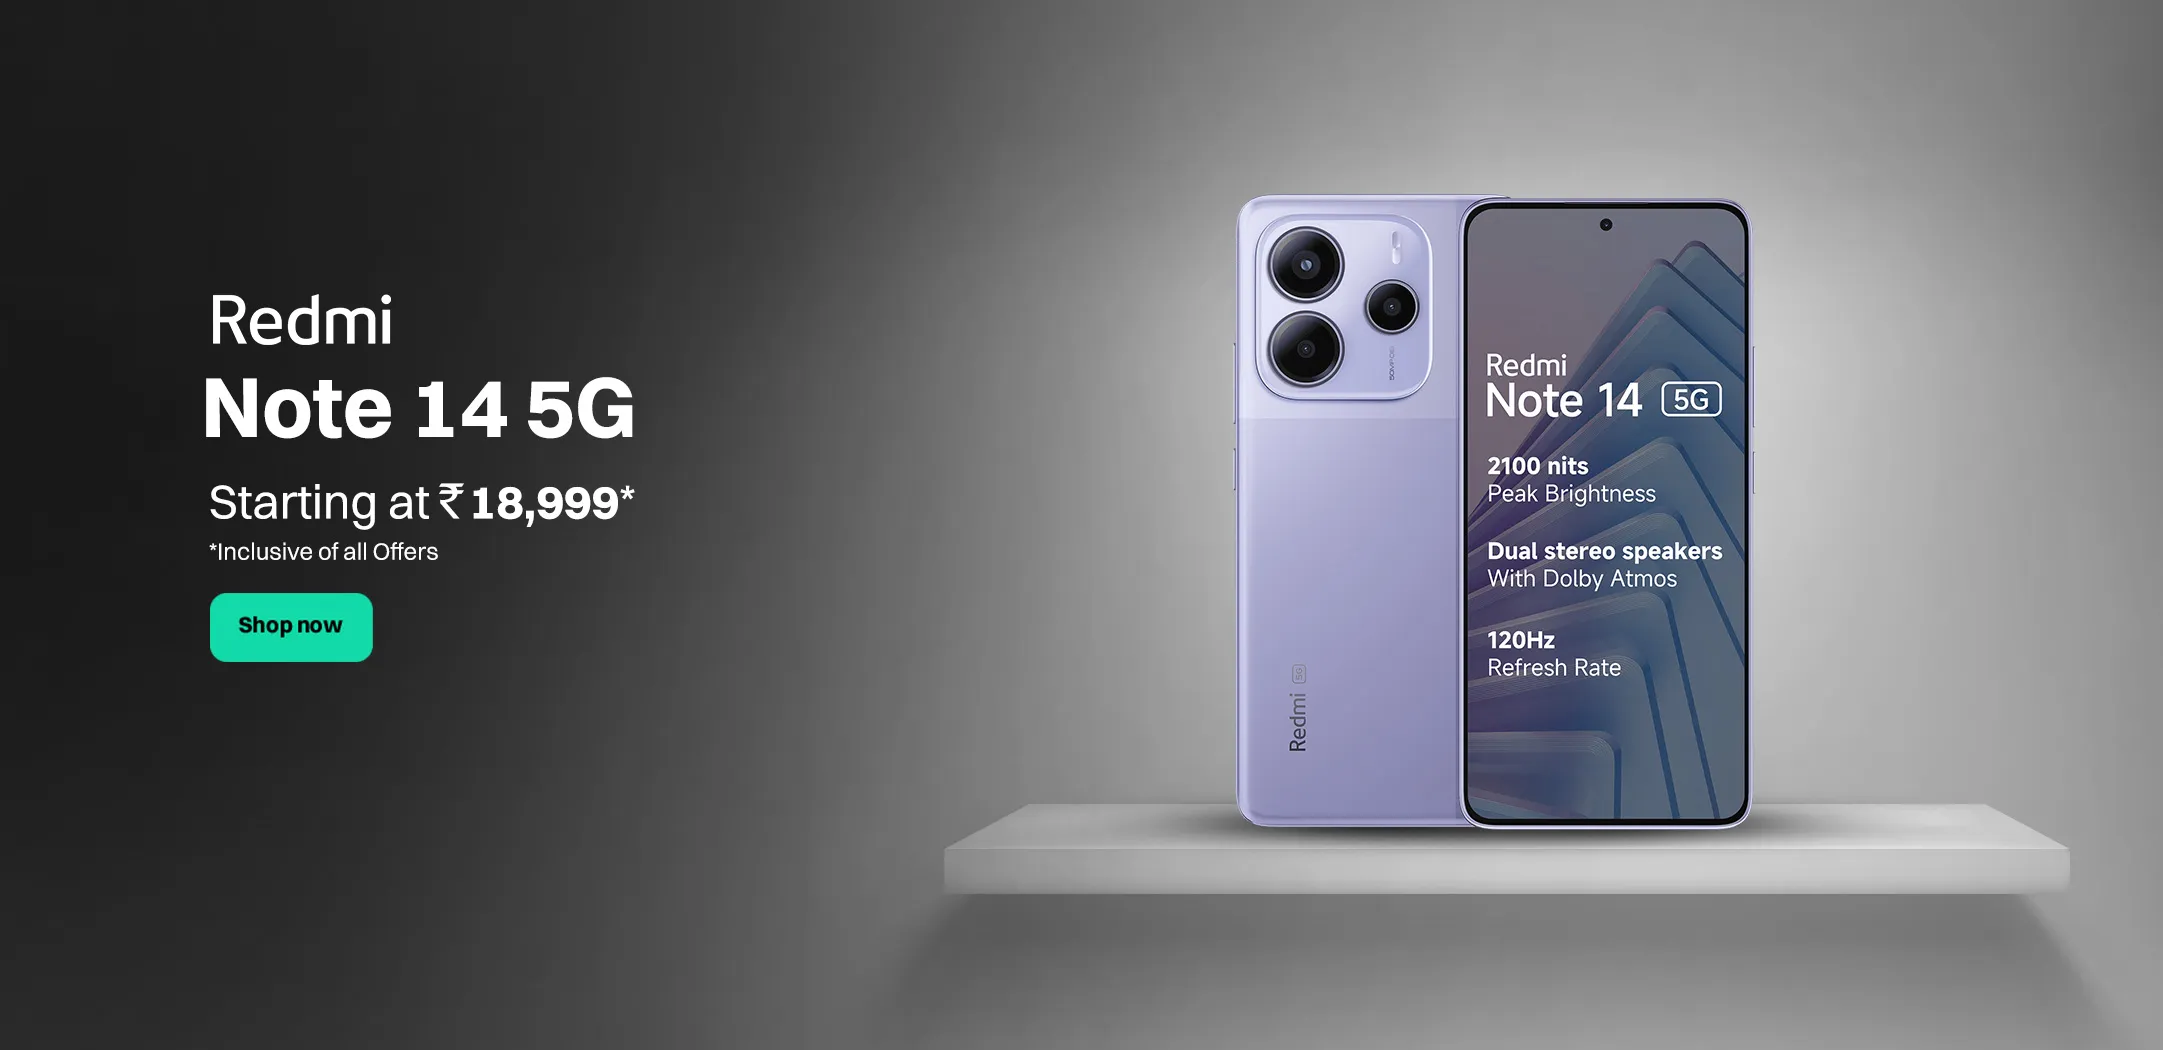 Redmi
Note 14 5G
Starting at ₹18,999*
*Inclusive of all Offers
Shop now
Redmi
Note 14 5G
2100 nits
Peak Brightness
Dual stereo speakers
With Dolby Atmos
120Hz
Refresh Rate
Redmi 5G